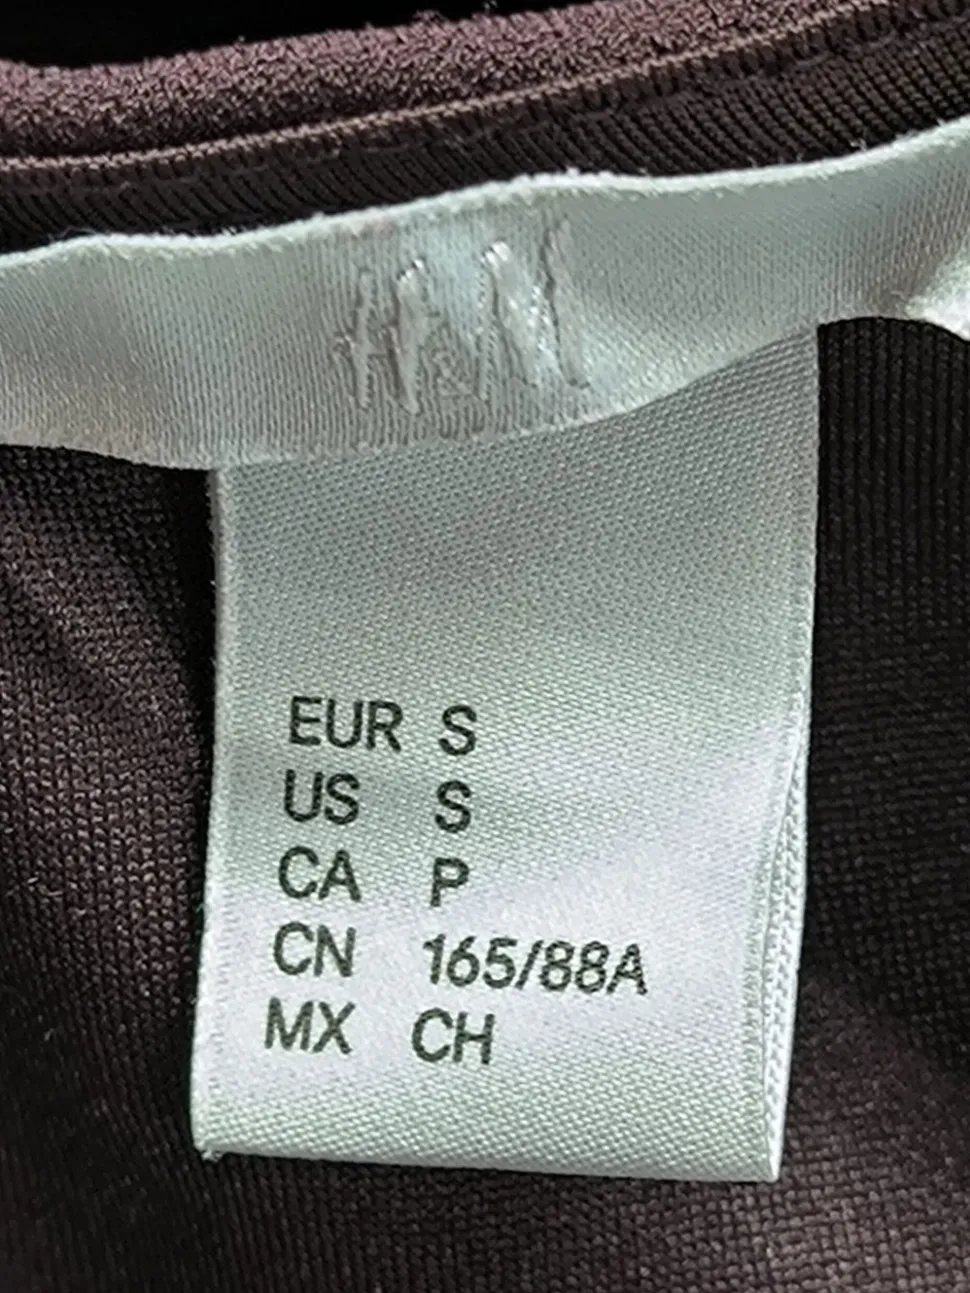 H&M
EUR S
US S
CA P
CN 165/88A
MX CH